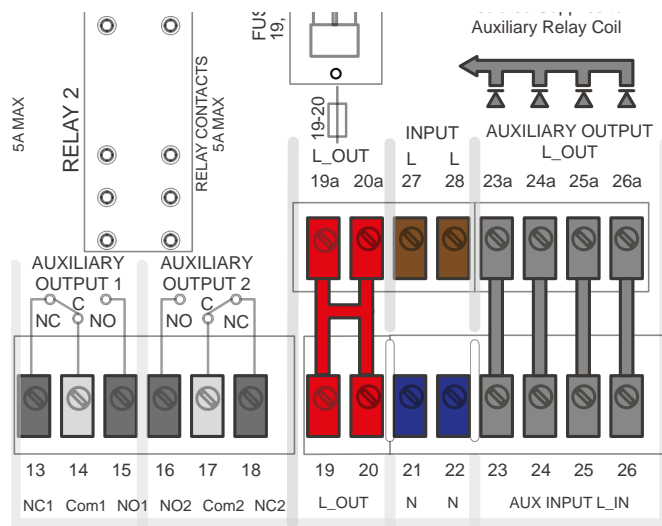 Auxiliary Relay Coil
5A MAX
RELAY 2
RELAY CONTACTS
5A MAX
19,
19-20
L_OUT
19a 20a
INPUT
L L
27 28
AUXILIARY OUTPUT
L_OUT
23a 24a 25a 26a
AUXILIARY
OUTPUT 1
C
NC NO
AUXILIARY
OUTPUT 2
C
NO NC
13 14 15 16 17 18
NC1 Com1 NO1 NO2 Com2 NC2
19 20
L_OUT
21 22
N N
23 24 25 26
AUX INPUT L_IN